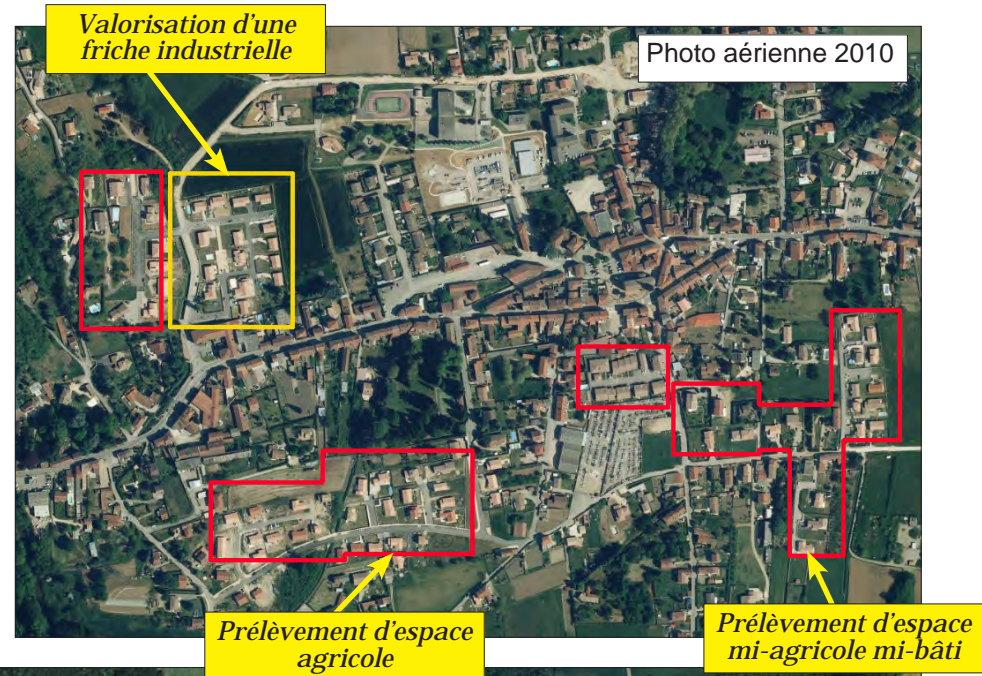 Valorisation d'une
friche industrielle
Photo aérienne 2010
Prélèvement d'espace
agricole
Prélèvement d'espace
mi-agricole mi-bâti